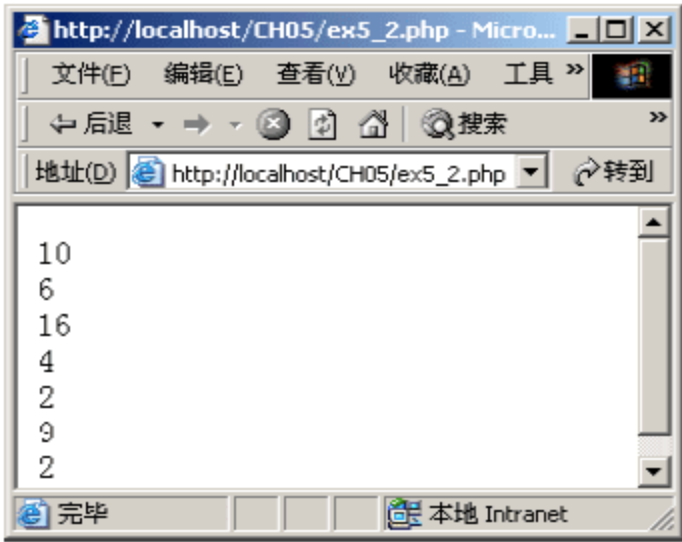 http://localhost/CH05/ex5_2.php - Micro...
文件(F) 编辑(E) 查看(V) 收藏(A) 工具 »
后退 搜索 »
地址(D) http://localhost/CH05/ex5_2.php 转到
10
6
16
4
2
9
2
完毕 本地 Intranet